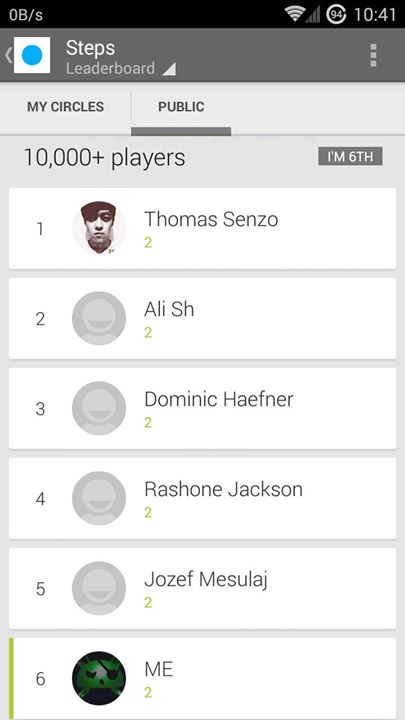 0B/s
94
10:41
Steps
Leaderboard
MY CIRCLES
PUBLIC
10,000+ players
I'M 6TH
1
Thomas Senzo
2
2
Ali Sh
2
3
Dominic Haefner
2
4
Rashone Jackson
2
5
Jozef Mesulaj
2
6
ME
2